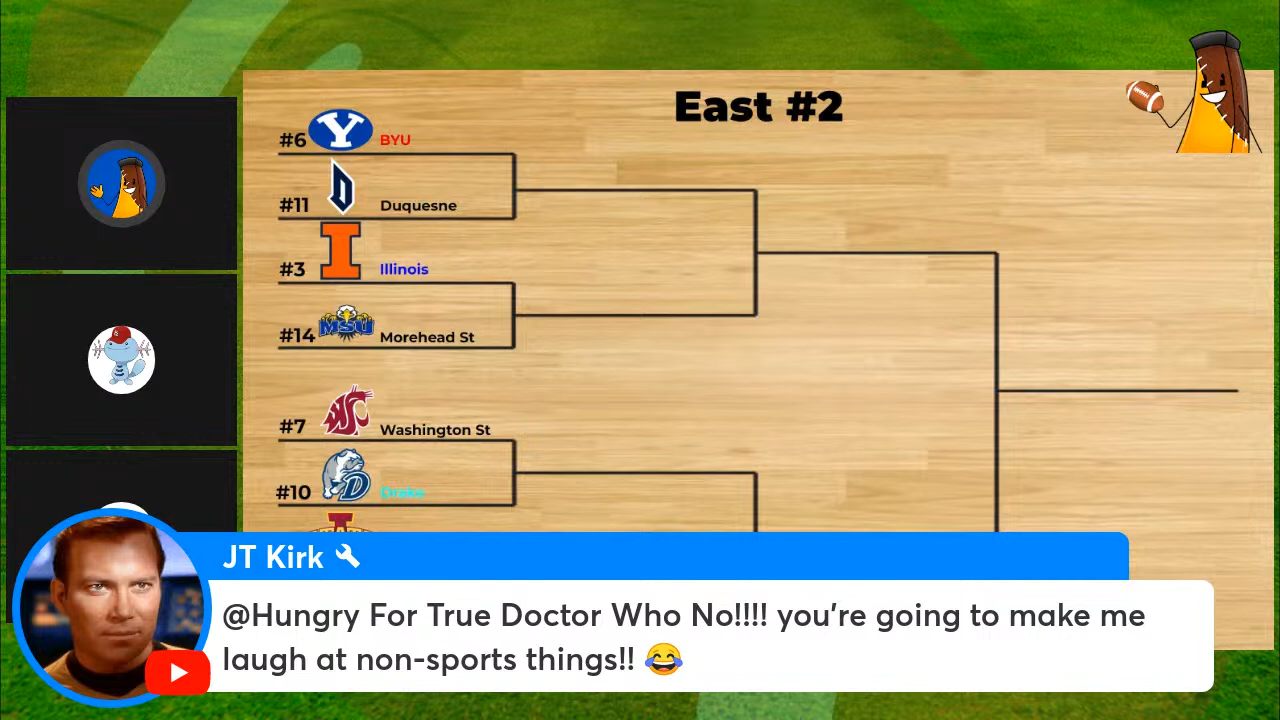 East #2
#6 BYU
#11 Duquesne
#3 Illinois
#14 MSU Morehead St
#7 Washington St
#10 Drake
JT Kirk
@Hungry For True Doctor Who No!!!! you're going to make me
laugh at non-sports things!! 😂